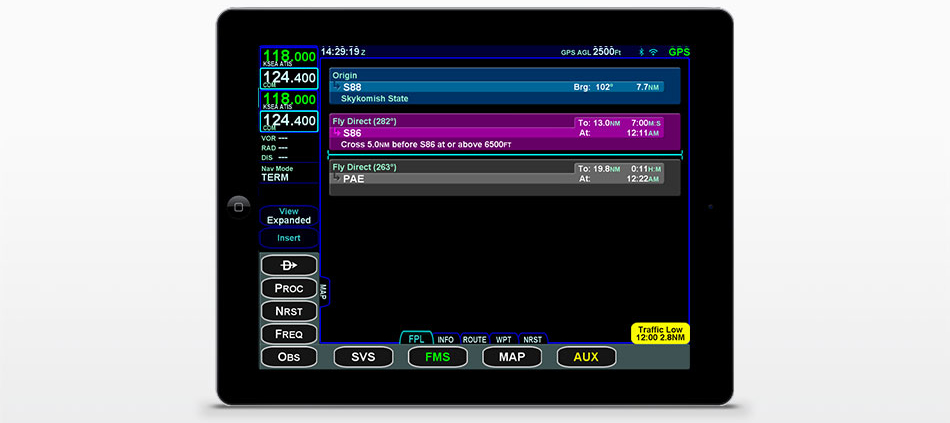 118.000
KSEA ATIS
124.400
COM
118.000
KSEA ATIS
124.400
COM
VOR ---
RAD ---
DIS ---
Nav Mode
TERM
View
Expanded
Insert
D
PROC
NRST
FREQ
OBS
14:29:19 Z
GPS AGL 2500FT
GPS
Origin
S88
Brg: 102° 7.7NM
Skykomish State
Fly Direct (282°)
To: 13.0NM 7:00M:S
S86
At: 12:11AM
Cross 5.0NM before S86 at or above 6500FT
Fly Direct (263°)
To: 19.8NM 0:11H:M
PAE
At: 12:22AM
MAP
FPL INFO ROUTE WPT NRST
Traffic Low
12:00 2.8NM
SVS FMS MAP AUX